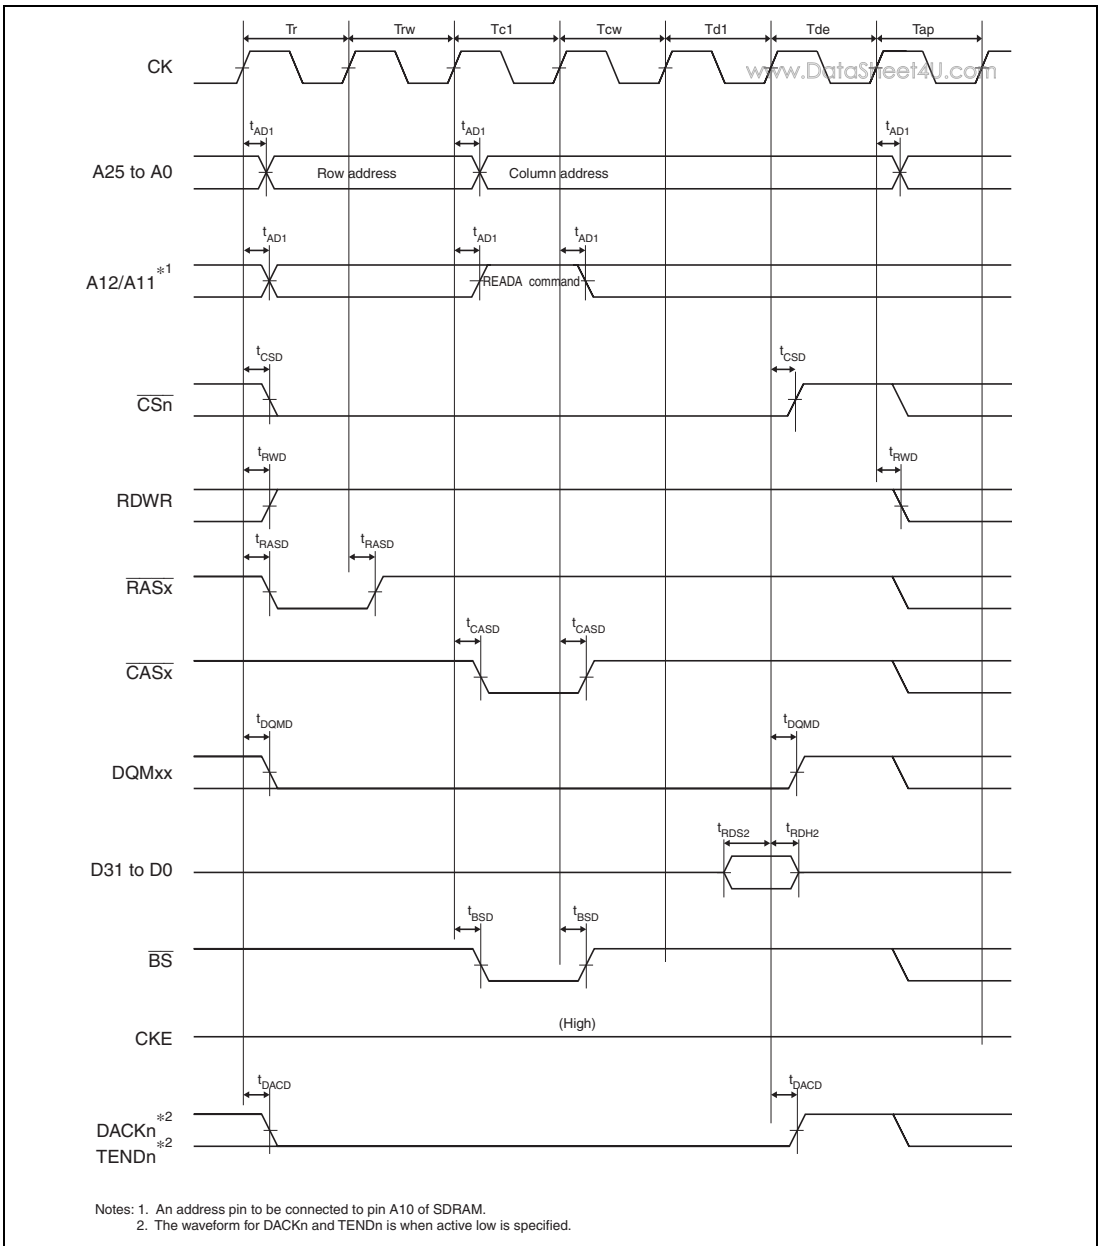 Tr Trw Tc1 Tcw Td1 Tde Tap
CK
www.DataSheet4U.com
tAD1 tAD1 tAD1
A25 to A0 Row address Column address
tAD1 tAD1 tAD1
A12/A11*1 READA command
tCSD tCSD
CSn
tRWD tRWD
RDWR
tRASD tRASD
RASx
tCASD tCASD
CASx
tDQMD tDQMD
DQMxx
tRDS2 tRDH2
D31 to D0
tBSD tBSD
BS
(High)
CKE
tDACD tDACD
DACKn*2
TENDn*2
Notes: 1. An address pin to be connected to pin A10 of SDRAM.
2. The waveform for DACKn and TENDn is when active low is specified.